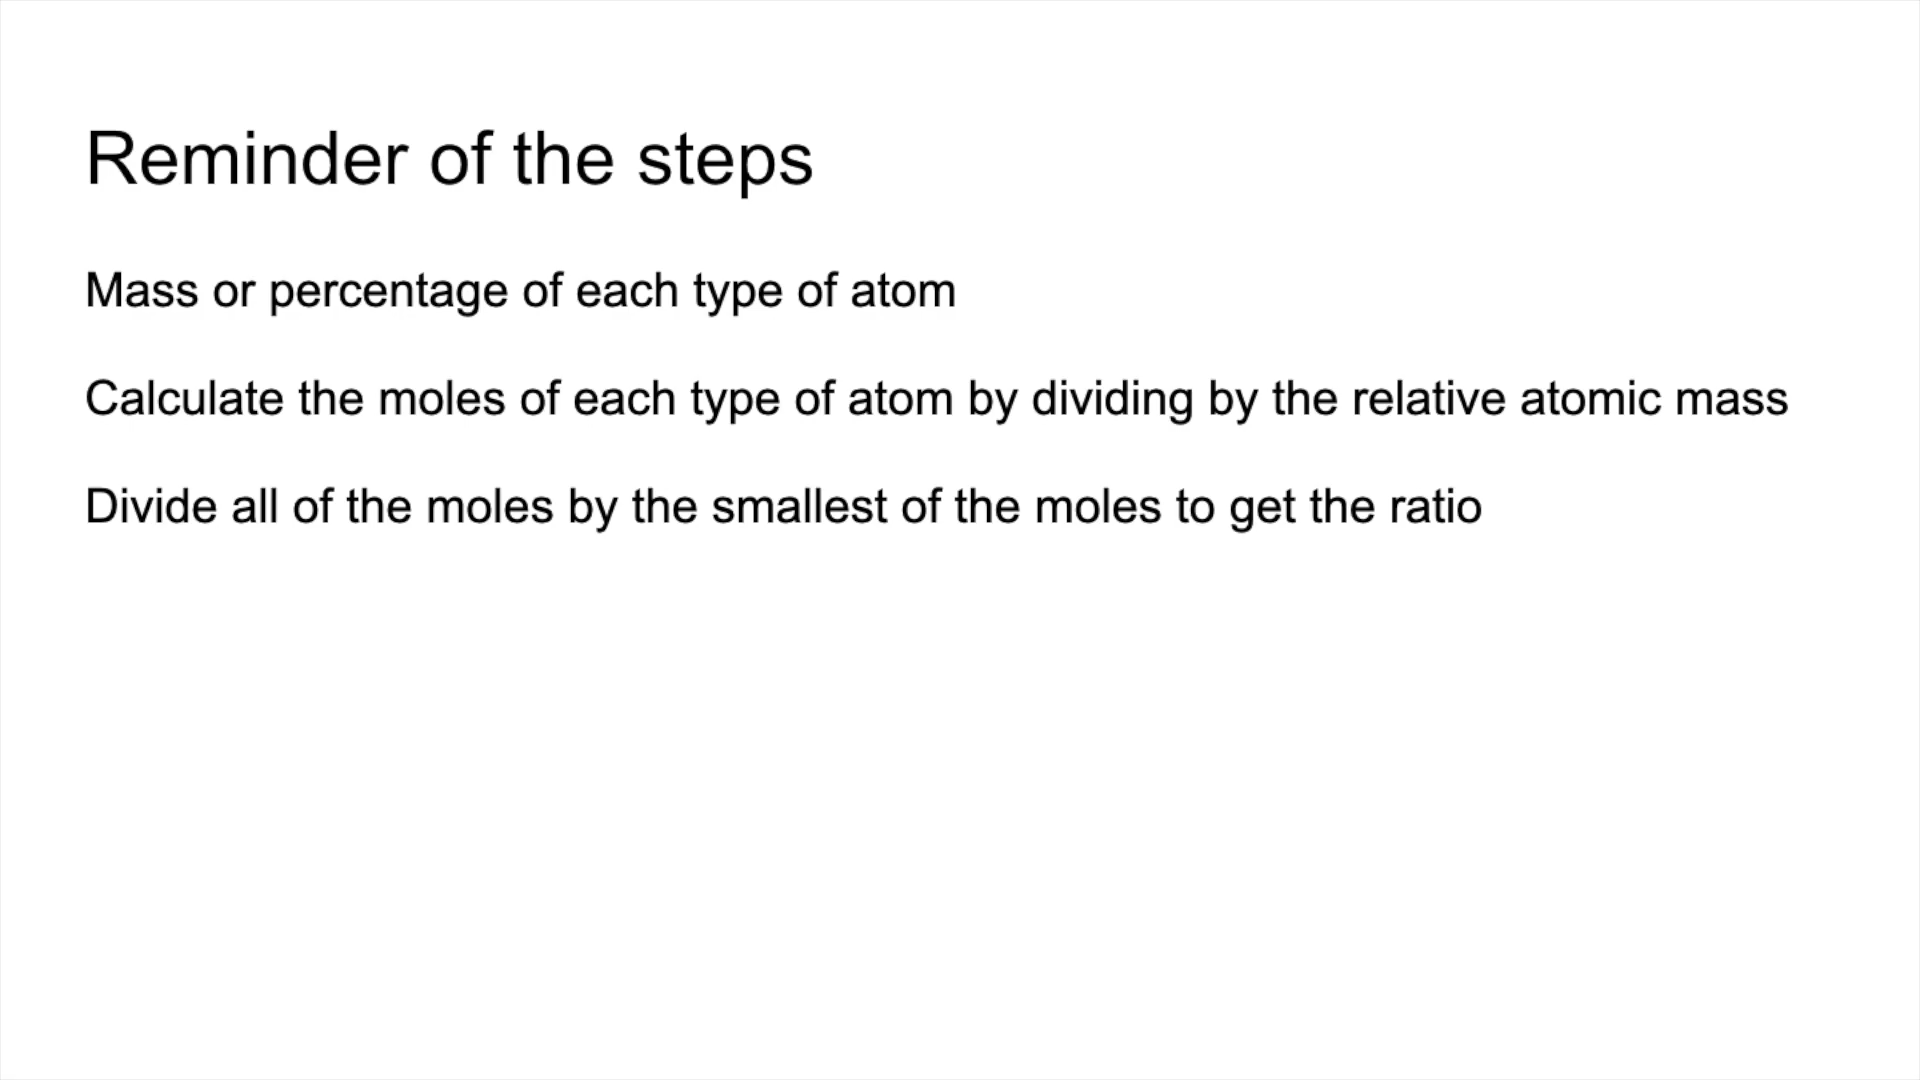 Reminder of the steps
Mass or percentage of each type of atom
Calculate the moles of each type of atom by dividing by the relative atomic mass
Divide all of the moles by the smallest of the moles to get the ratio